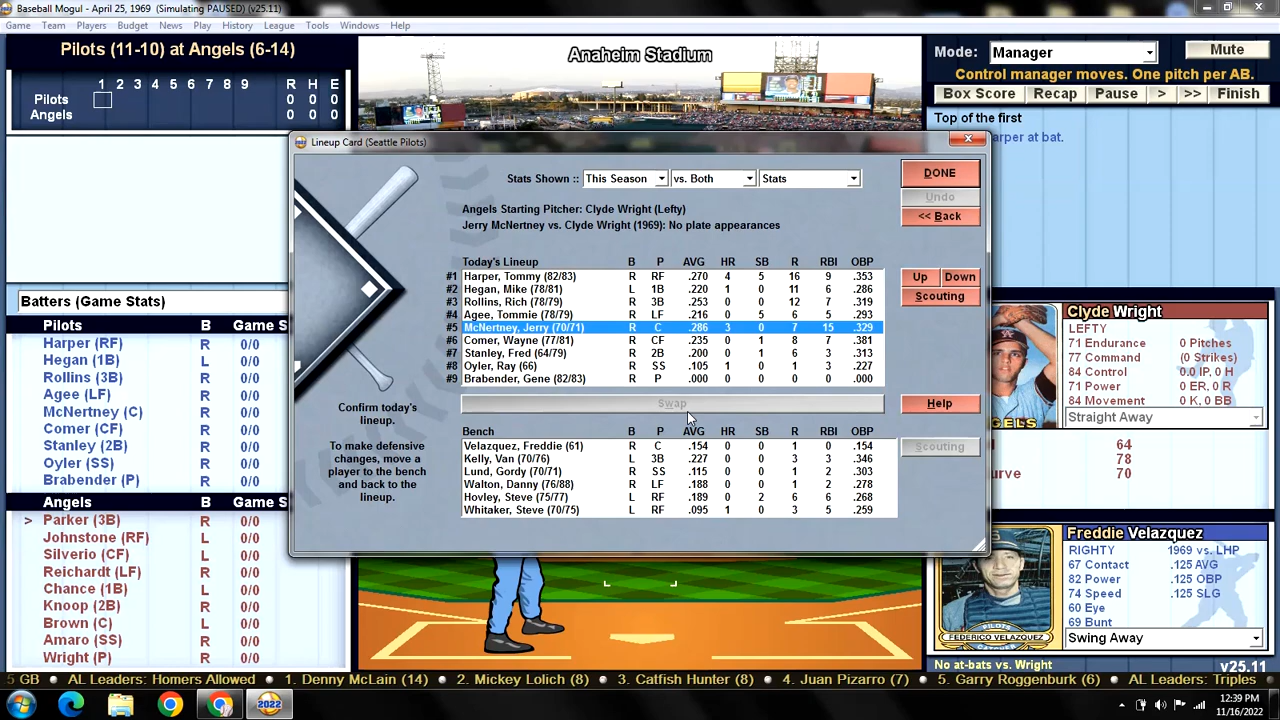 Baseball Mogul - April 25, 1969 (Simulating PAUSED) (v25.11)
Game Team Players Budget News Play History League Tools Windows Help
Pilots (11-10) at Angels (6-14)
1 2 3 4 5 6 7 8 9 R H E
Pilots 0 0 0
Angels 0 0 0
Anaheim Stadium
Mode: Manager Mute
Control manager moves. One pitch per AB.
Box Score Recap Pause > >> Finish
Top of the first
arper at bat.
Lineup Card (Seattle Pilots)
Stats Shown :: This Season vs. Both Stats
DONE
Undo
<< Back
Angels Starting Pitcher: Clyde Wright (Lefty)
Jerry McNertney vs. Clyde Wright (1969): No plate appearances
Today's Lineup B P AVG HR SB R RBI OBP
#1 Harper, Tommy (82/83) R RF .270 4 5 16 9 .353
#2 Hegan, Mike (78/81) L 1B .220 1 0 11 6 .286
#3 Rollins, Rich (78/79) R 3B .253 0 0 12 7 .319
#4 Agee, Tommie (78/79) R LF .216 0 5 6 5 .293
#5 McNertney, Jerry (70/71) R C .286 3 0 7 15 .329
#6 Comer, Wayne (77/81) R CF .235 0 1 8 7 .381
#7 Stanley, Fred (64/79) R 2B .200 0 1 6 3 .313
#8 Oyler, Ray (66) R SS .105 1 0 1 3 .227
#9 Brabender, Gene (82/83) R P .000 0 0 0 0 .000
Up Down
Scouting
Swap
Help
Confirm today's
lineup.
To make defensive
changes, move a
player to the bench
and back to the
lineup.
Bench B P AVG HR SB R RBI OBP
Velazquez, Freddie (61) R C .154 0 0 1 0 .154
Kelly, Van (70/76) L 3B .227 0 0 3 3 .346
Lund, Gordy (70/71) R SS .115 0 0 1 2 .303
Walton, Danny (76/88) R LF .188 0 0 1 2 .278
Hovley, Steve (75/77) L RF .189 0 2 6 6 .268
Whitaker, Steve (70/75) L RF .095 1 0 3 5 .259
Scouting
Batters (Game Stats)
Pilots B Game S
Harper (RF) R 0/0
Hegan (1B) L 0/0
Rollins (3B) R 0/0
Agee (LF) R 0/0
McNertney (C) R 0/0
Comer (CF) R 0/0
Stanley (2B) R 0/0
Oyler (SS) R 0/0
Brabender (P) R 0/0
Angels B Game S
> Parker (3B) R 0/0
Johnstone (RF) L 0/0
Silverio (CF) L 0/0
Reichardt (LF) R 0/0
Chance (1B) L 0/0
Knoop (2B) R 0/0
Brown (C) R 0/0
Amaro (SS) R 0/0
Wright (P) R 0/0
Clyde Wright
LEFTY
71 Endurance 0 Pitches
77 Command (0 Strikes)
84 Control 0.0 IP, 0 H
71 Power 0 ER, 0 R
84 Movement 0 K, 0 BB
Straight Away
NGELS
64
78
urve 70
Freddie Velazquez
RIGHTY 1969 vs. LHP
67 Contact .125 AVG
82 Power .125 OBP
74 Speed .125 SLG
60 Eye
69 Bunt
Swing Away
PILOTS
FEDERICO VELAZQUEZ
No at-bats vs. Wright v25.11
5 GB AL Leaders: Homers Allowed 1. Denny McLain (14) 2. Mickey Lolich (8) 3. Catfish Hunter (8) 4. Juan Pizarro (7) 5. Garry Roggenburk (6) AL Leaders: Triples
2022
12:39 PM
11/16/2022